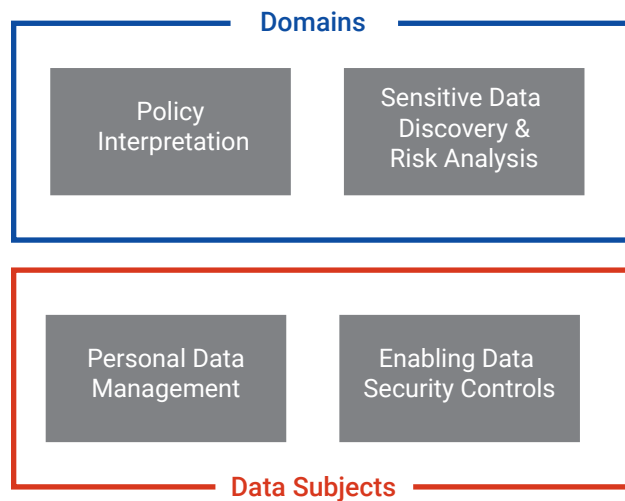 Domains
Policy
Interpretation
Sensitive Data
Discovery &
Risk Analysis
Personal Data
Management
Enabling Data
Security Controls
Data Subjects